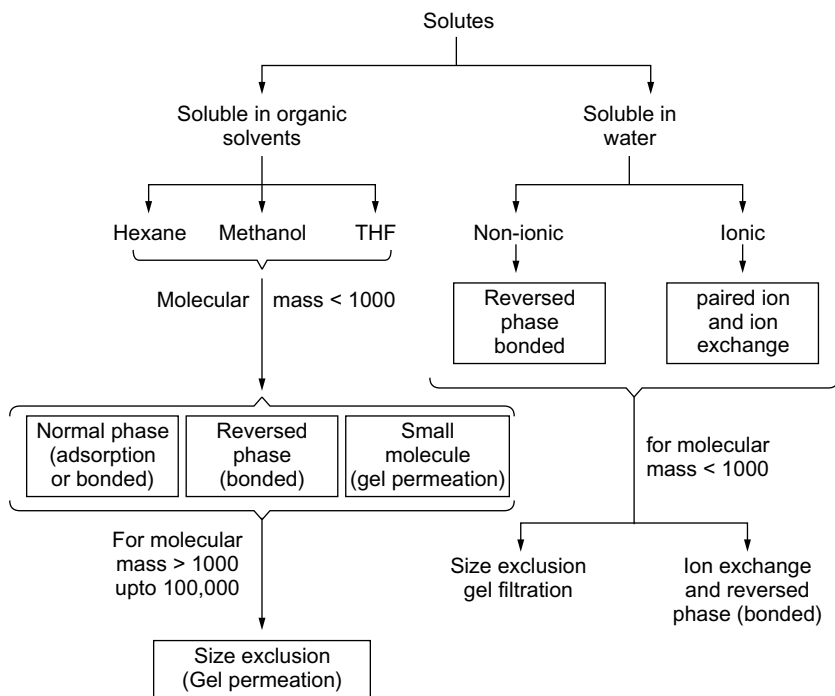 Solutes
Soluble in organic
solvents
Soluble in
water
Hexane
Methanol
THF
Non-ionic
Ionic
Molecular mass < 1000
Reversed
phase
bonded
paired ion
and ion
exchange
Normal phase
(adsorption
or bonded)
Reversed
phase
(bonded)
Small
molecule
(gel permeation)
for molecular
mass < 1000
For molecular
mass > 1000
upto 100,000
Size exclusion
gel filtration
Ion exchange
and reversed
phase (bonded)
Size exclusion
(Gel permeation)